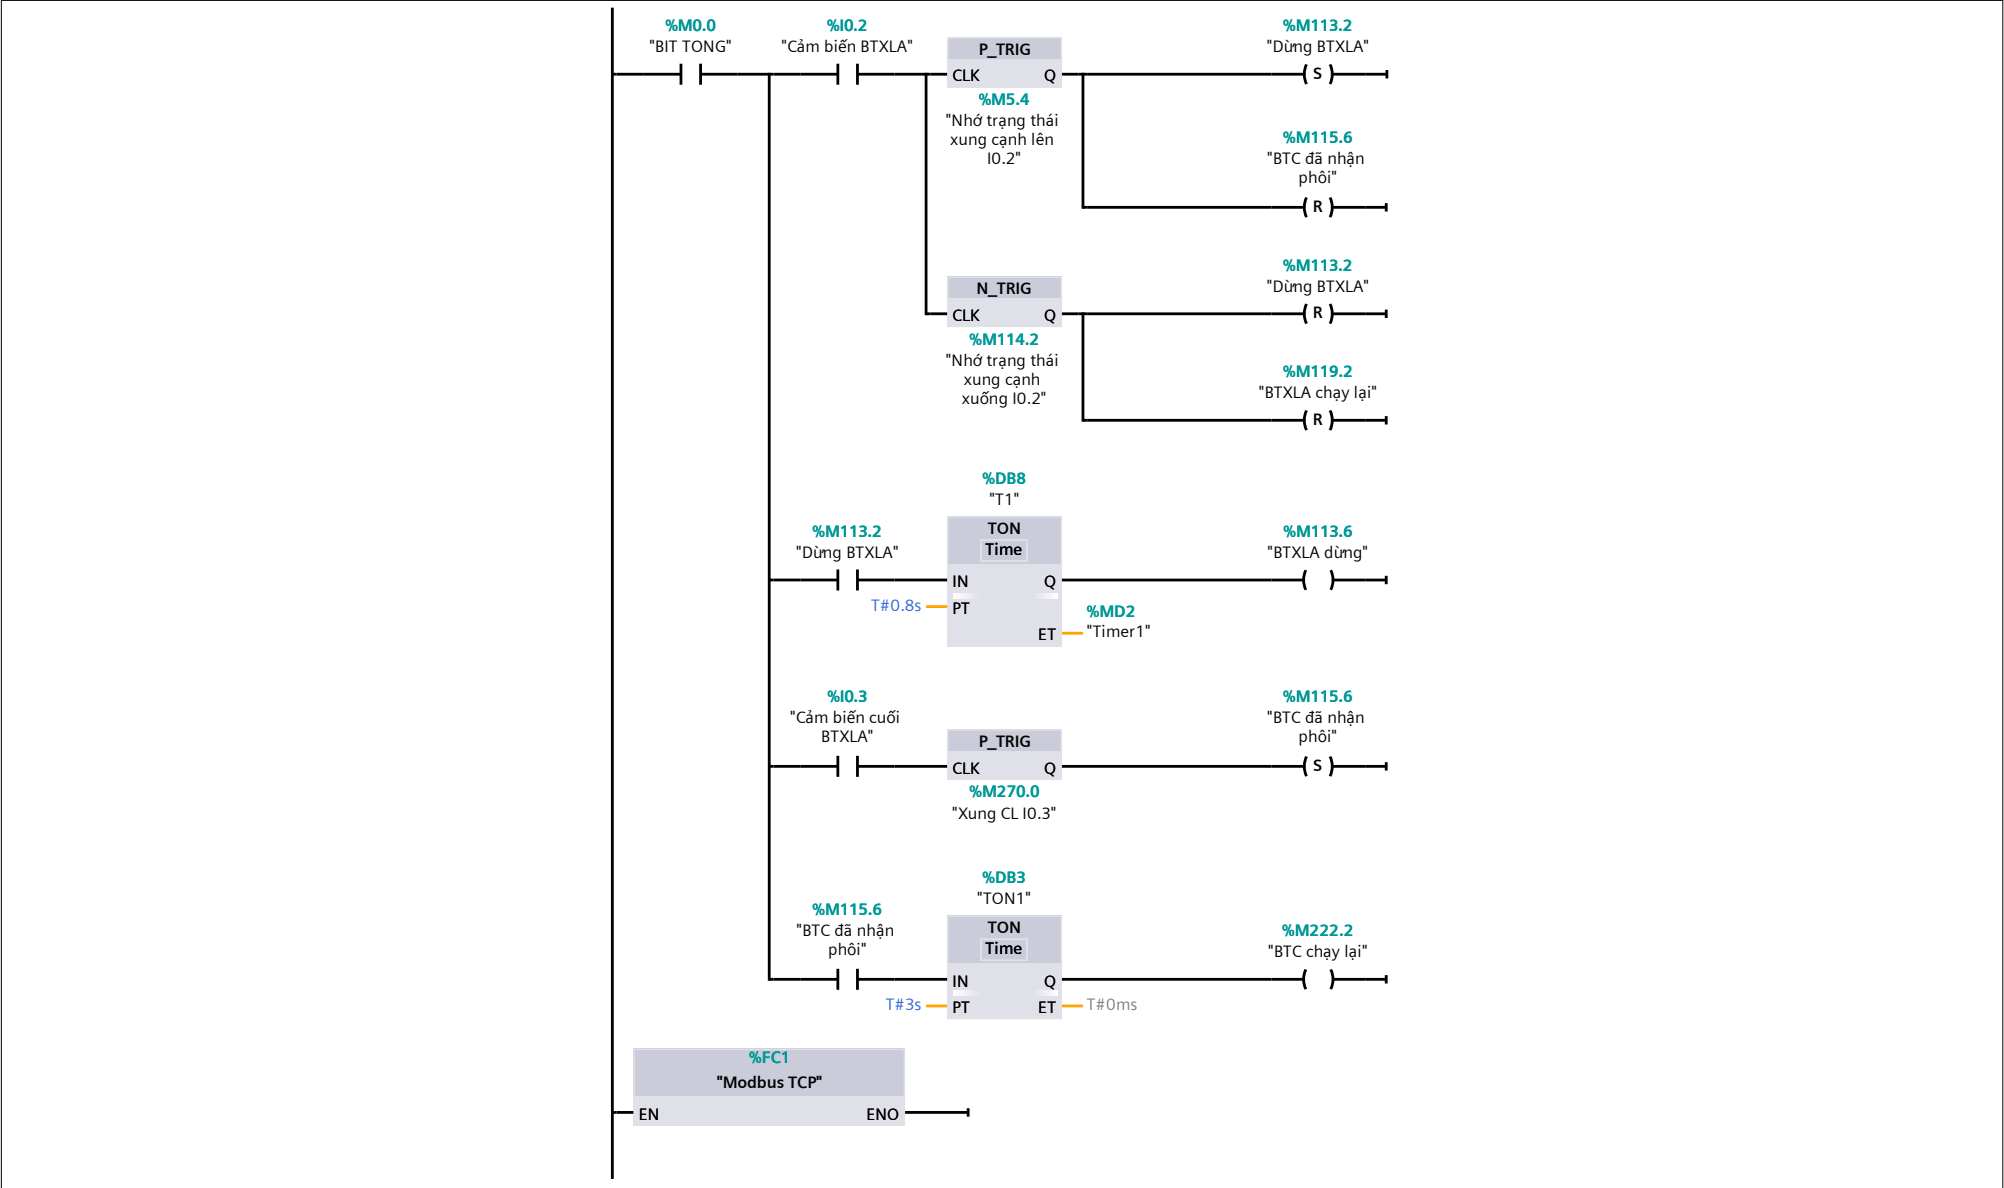 %M0.0
"BIT TONG"
%I0.2
"Cảm biến BTXLA"
P_TRIG
CLK
Q
%M5.4
"Nhớ trạng thái
xung cạnh lên
I0.2"
%M113.2
"Dừng BTXLA"
S
%M115.6
"BTC đã nhận
phôi"
R
N_TRIG
CLK
Q
%M114.2
"Nhớ trạng thái
xung cạnh
xuống I0.2"
%M113.2
"Dừng BTXLA"
R
%M119.2
"BTXLA chạy lại"
R
%DB8
"T1"
%M113.2
"Dừng BTXLA"
TON
Time
IN
Q
T#0.8s
PT
ET
%MD2
"Timer1"
%M113.6
"BTXLA dừng"
%I0.3
"Cảm biến cuối
BTXLA"
P_TRIG
CLK
Q
%M270.0
"Xung CL I0.3"
%M115.6
"BTC đã nhận
phôi"
S
%DB3
"TON1"
%M115.6
"BTC đã nhận
phôi"
TON
Time
IN
Q
T#3s
PT
ET
T#0ms
%M222.2
"BTC chạy lại"
%FC1
"Modbus TCP"
EN
ENO